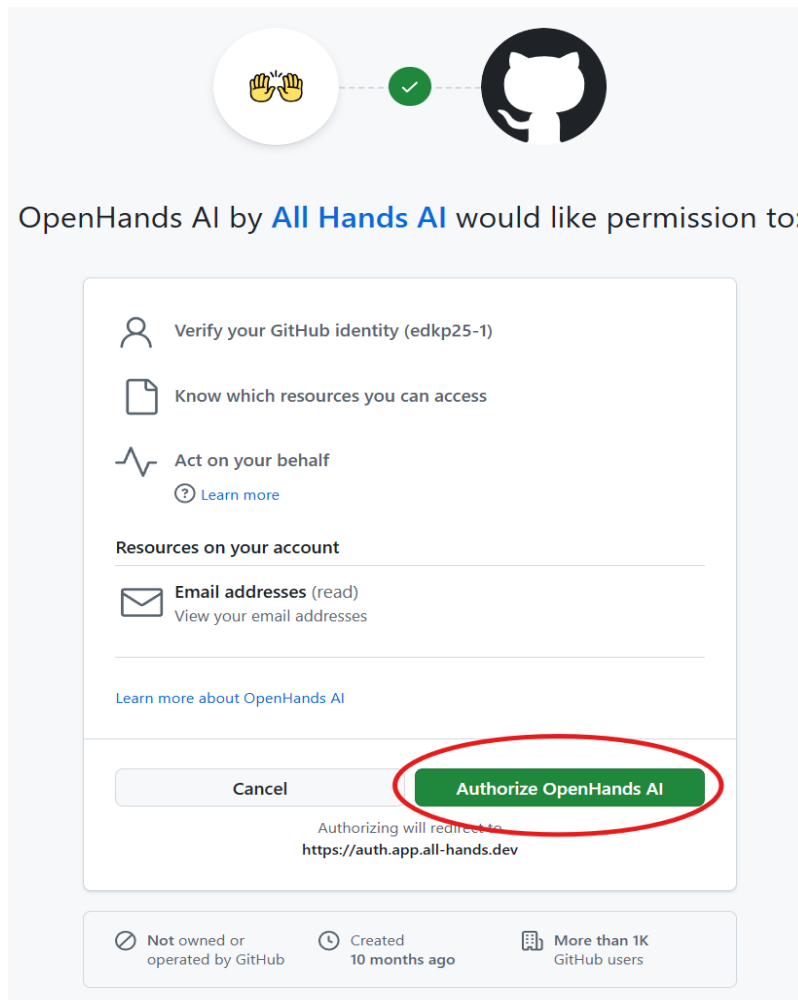 OpenHands AI by All Hands AI would like permission to:
Verify your GitHub identity (edkp25-1)
Know which resources you can access
Act on your behalf
Learn more
Resources on your account
Email addresses (read)
View your email addresses
Learn more about OpenHands AI
Cancel
Authorize OpenHands AI
Authorizing will redirect to
https://auth.app.all-hands.dev
Not owned or
operated by GitHub
Created
10 months ago
More than 1K
GitHub users